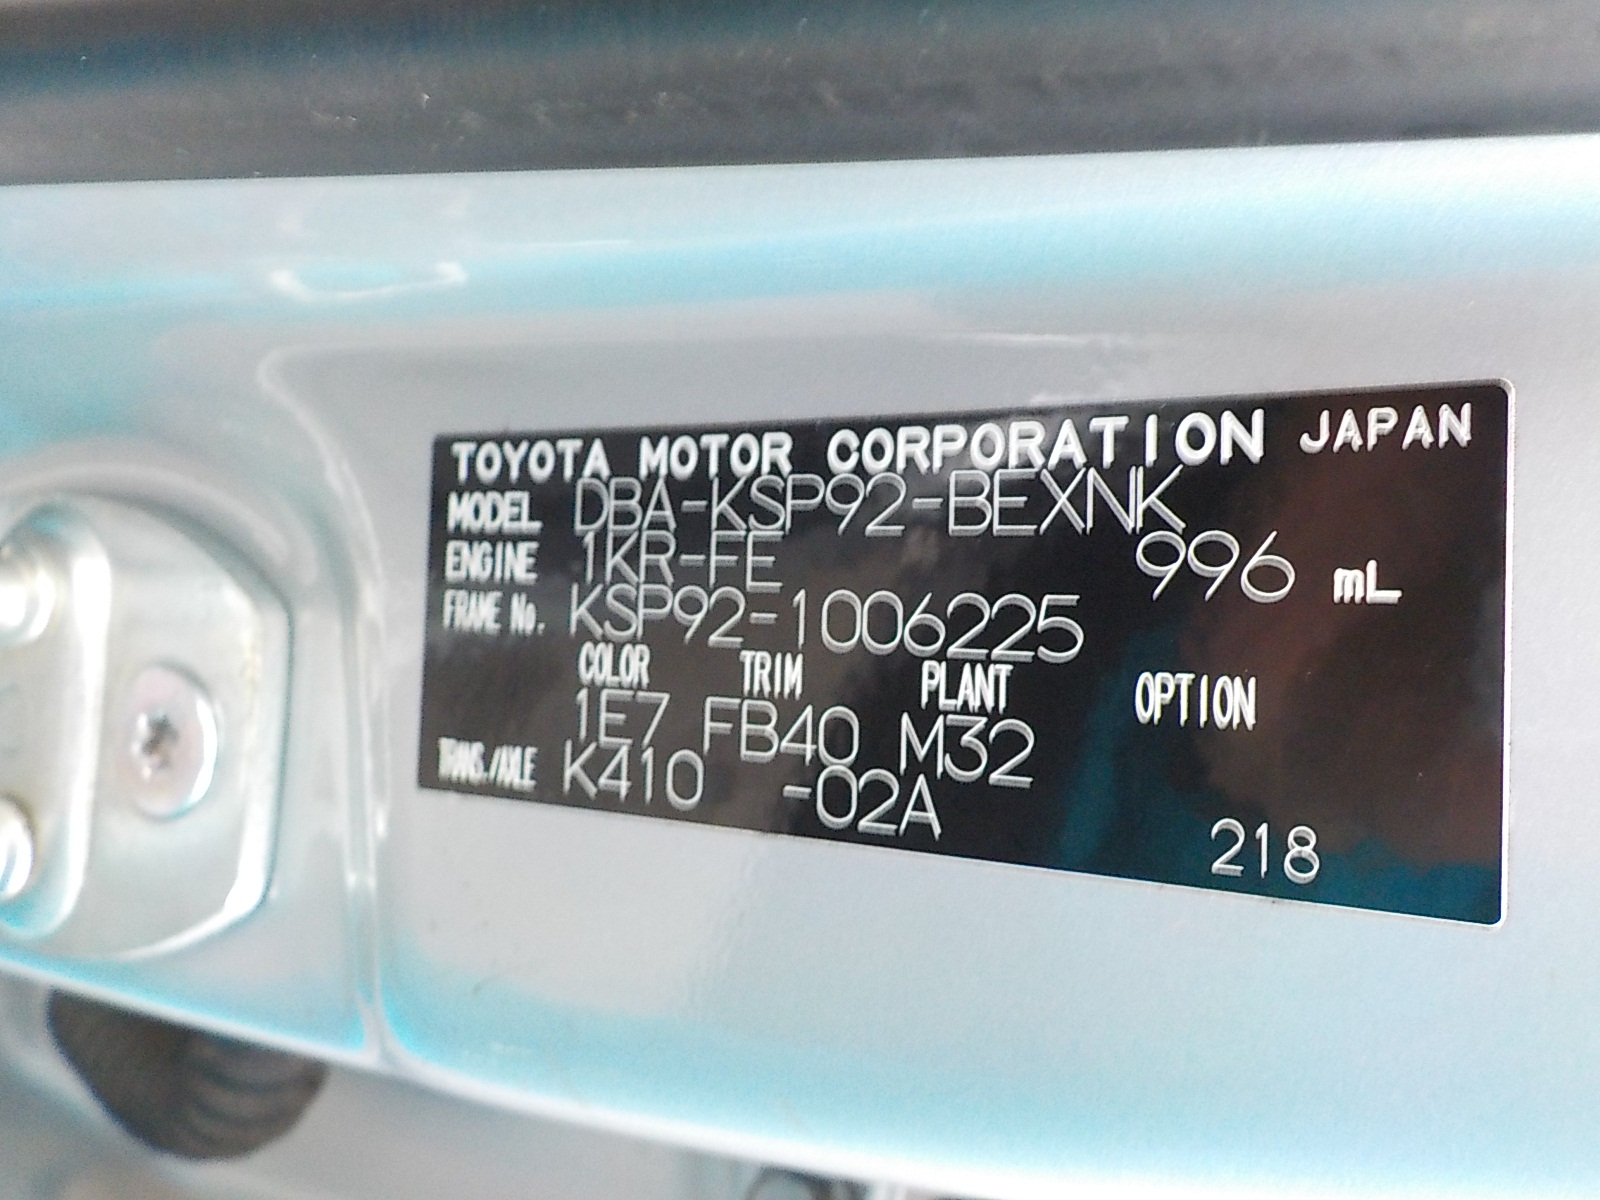 TOYOTA MOTOR CORPORATION JAPAN
MODEL DBA-KSP92-BEXNK
ENGINE 1KR-FE 996 mL
FRAME No. KSP92-1006225
COLOR TRIM PLANT OPTION
1E7 FB40 M32
TRANS./AXLE K410 -02A
218